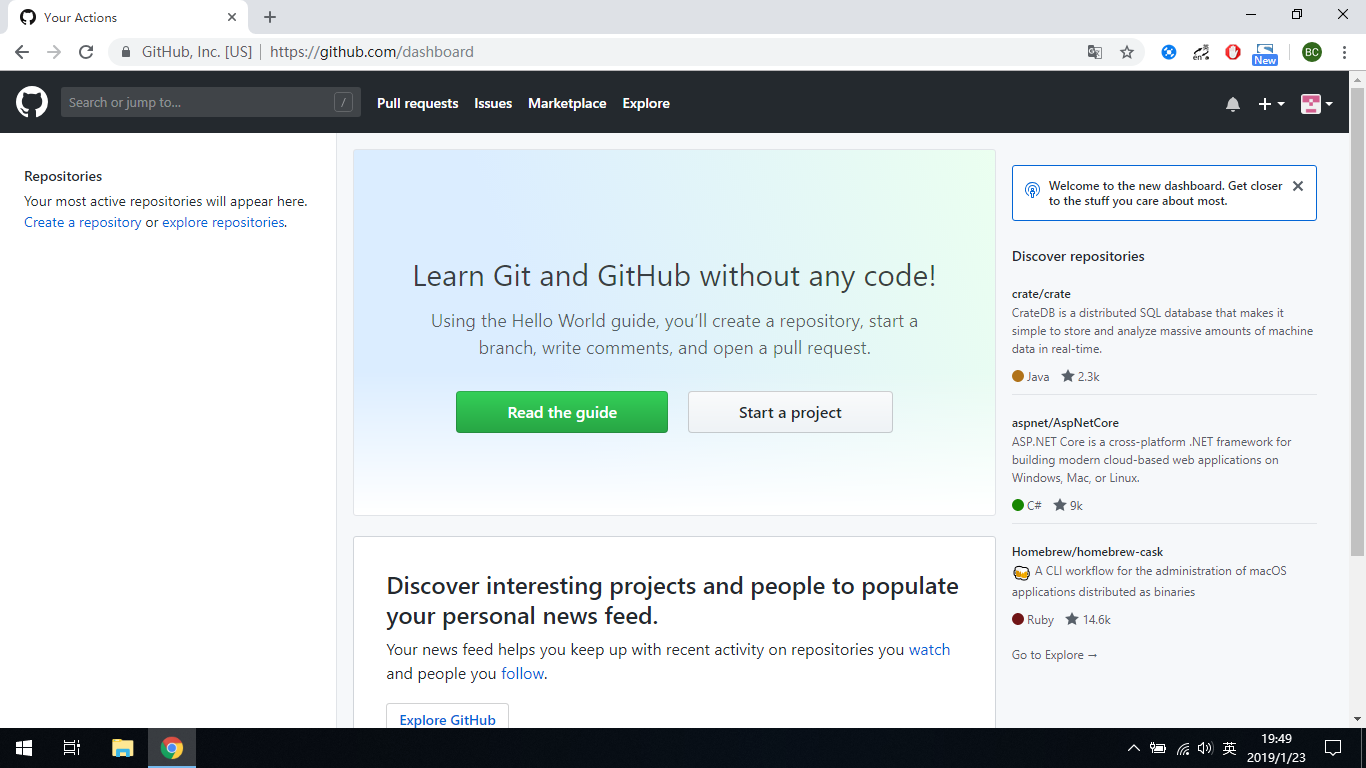 Your Actions
GitHub, Inc. [US] | https://github.com/dashboard
en
New
BC
Search or jump to...
/
Pull requests
Issues
Marketplace
Explore
Repositories
Your most active repositories will appear here.
Create a repository or explore repositories.
Learn Git and GitHub without any code!
Using the Hello World guide, you’ll create a repository, start a
branch, write comments, and open a pull request.
Read the guide
Start a project
Discover interesting projects and people to populate
your personal news feed.
Your news feed helps you keep up with recent activity on repositories you watch
and people you follow.
Explore GitHub
Welcome to the new dashboard. Get closer
to the stuff you care about most.
Discover repositories
crate/crate
CrateDB is a distributed SQL database that makes it
simple to store and analyze massive amounts of machine
data in real-time.
Java 2.3k
aspnet/AspNetCore
ASP.NET Core is a cross-platform .NET framework for
building modern cloud-based web applications on
Windows, Mac, or Linux.
C# 9k
Homebrew/homebrew-cask
A CLI workflow for the administration of macOS
applications distributed as binaries
Ruby 14.6k
Go to Explore →
英
19:49
2019/1/23